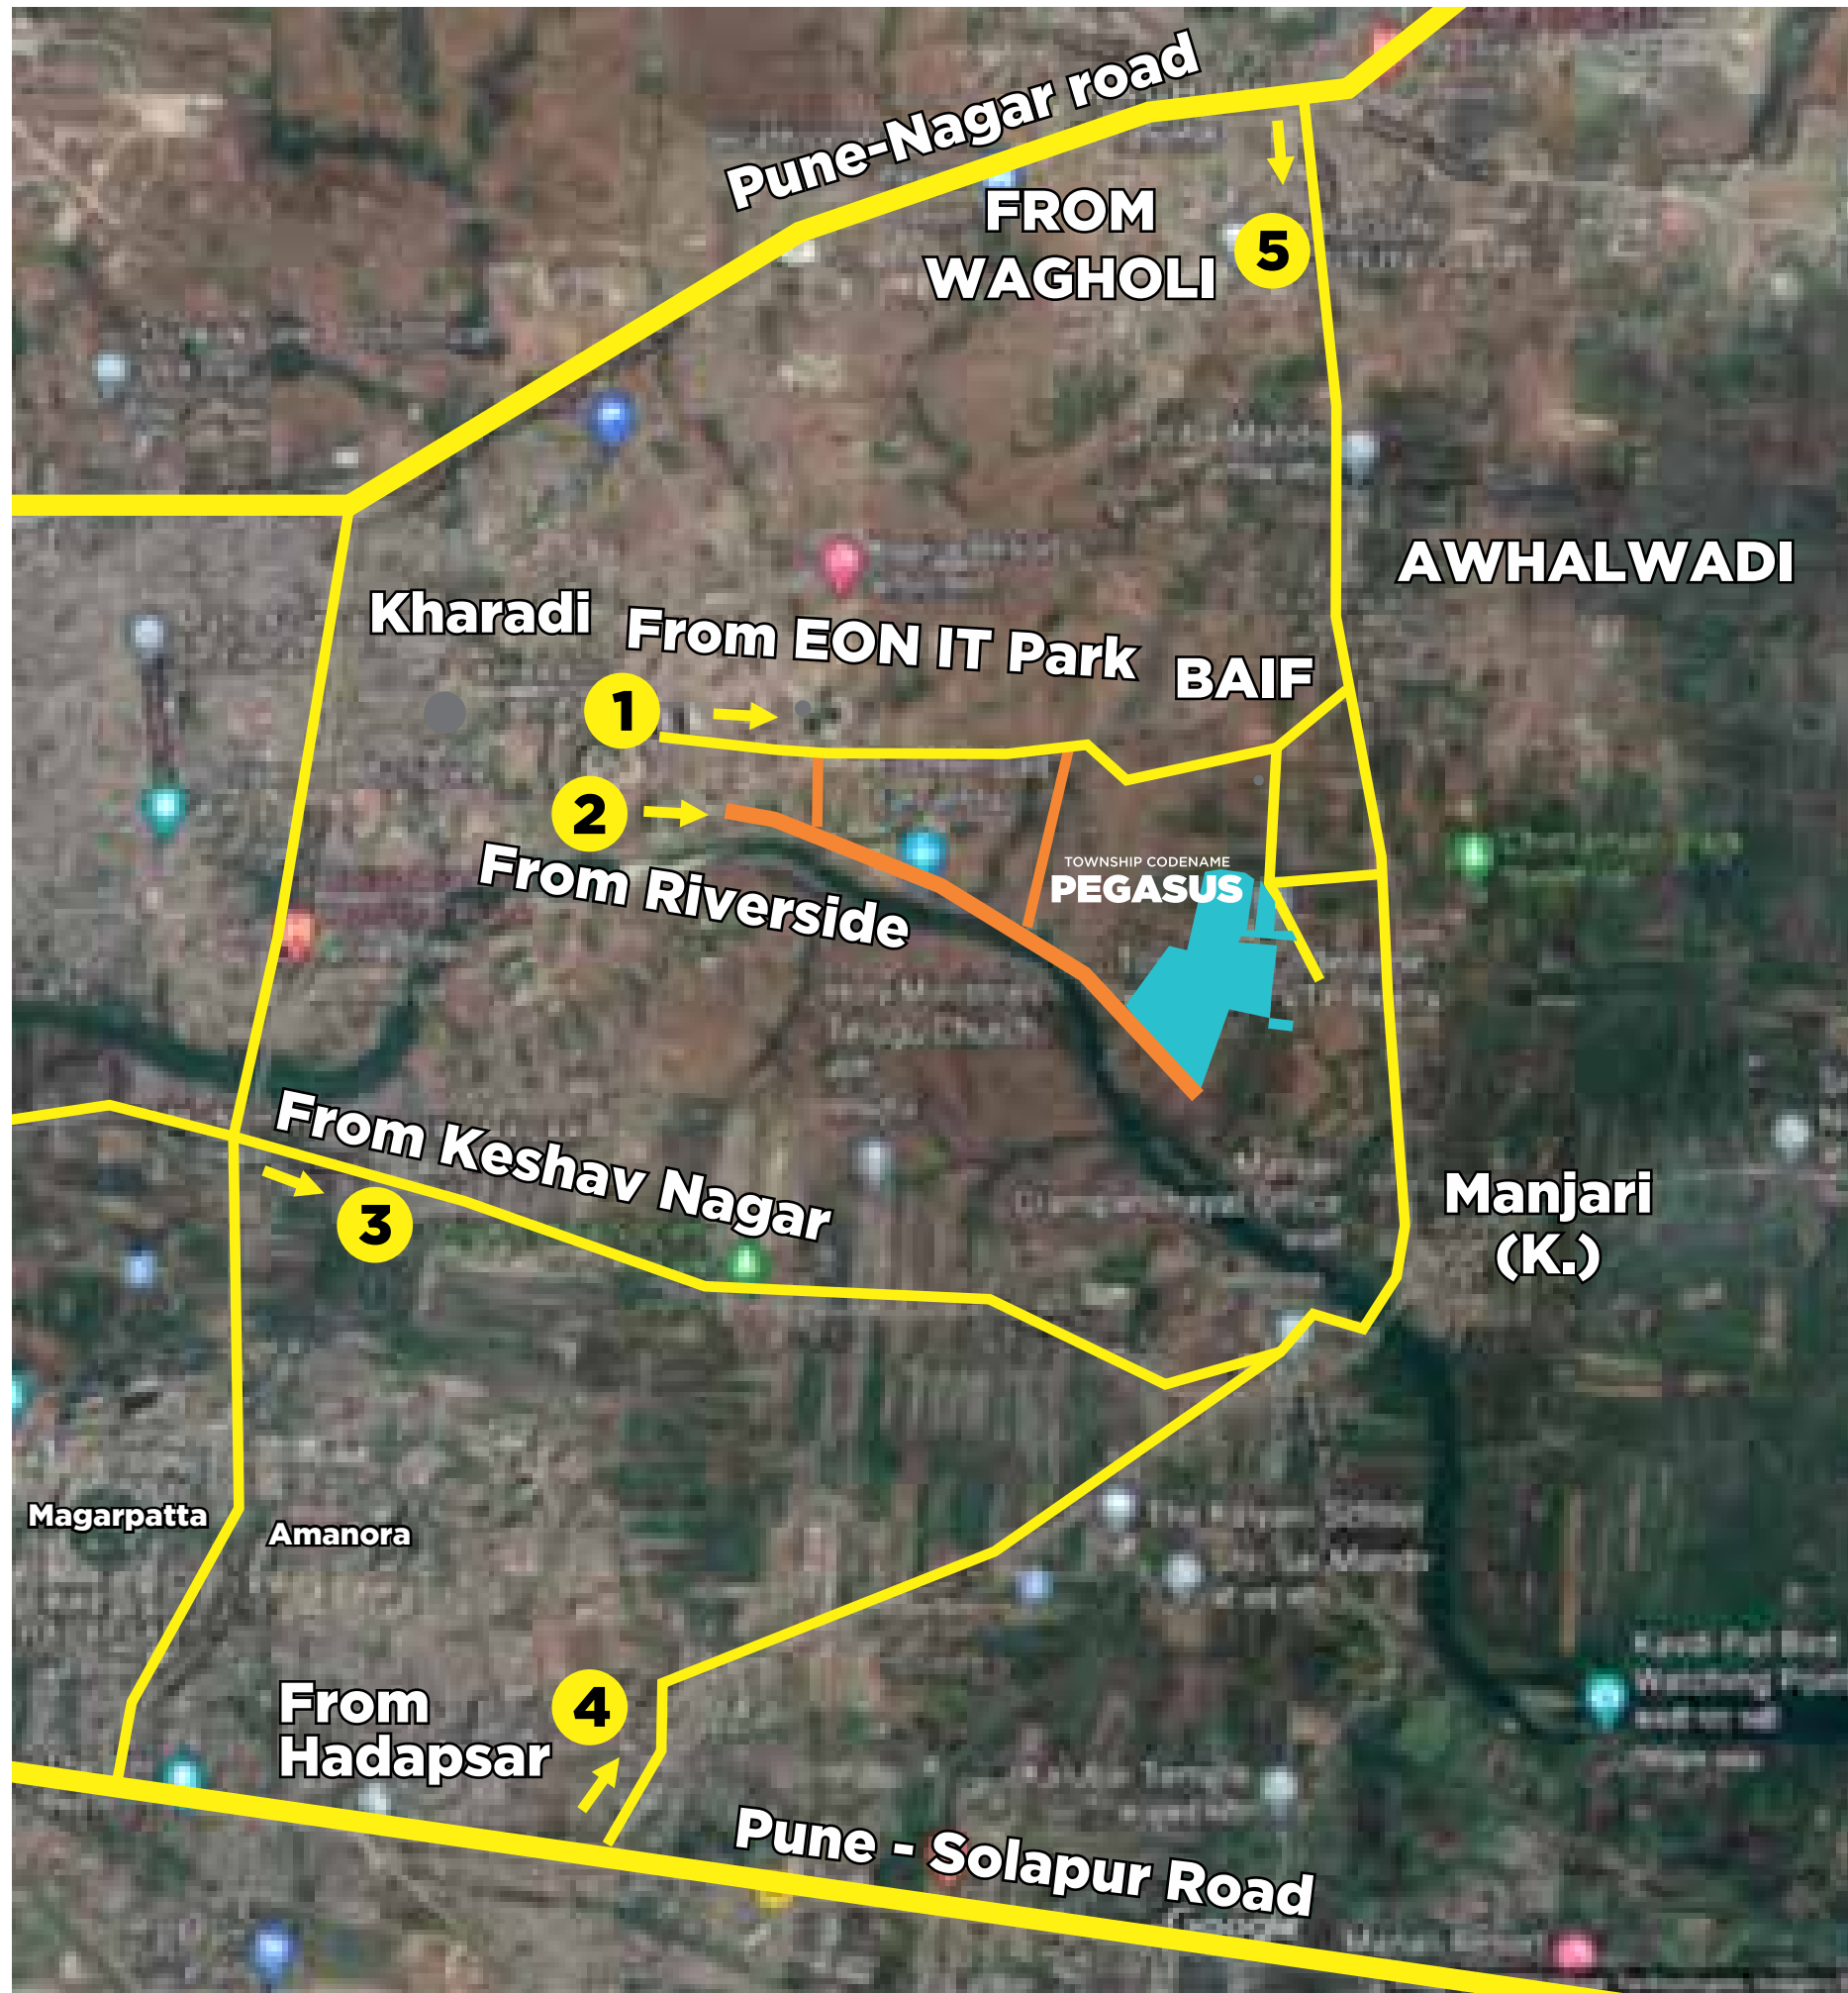 Pune-Nagar road
FROM
WAGHOLI
5
AWHALWADI
Kharadi
From EON IT Park
BAIF
1
2
From Riverside
TOWNSHIP CODENAME
PEGASUS
From Keshav Nagar
3
Manjari
(K.)
Magarpatta
Amanora
From
Hadapsar
4
Pune - Solapur Road